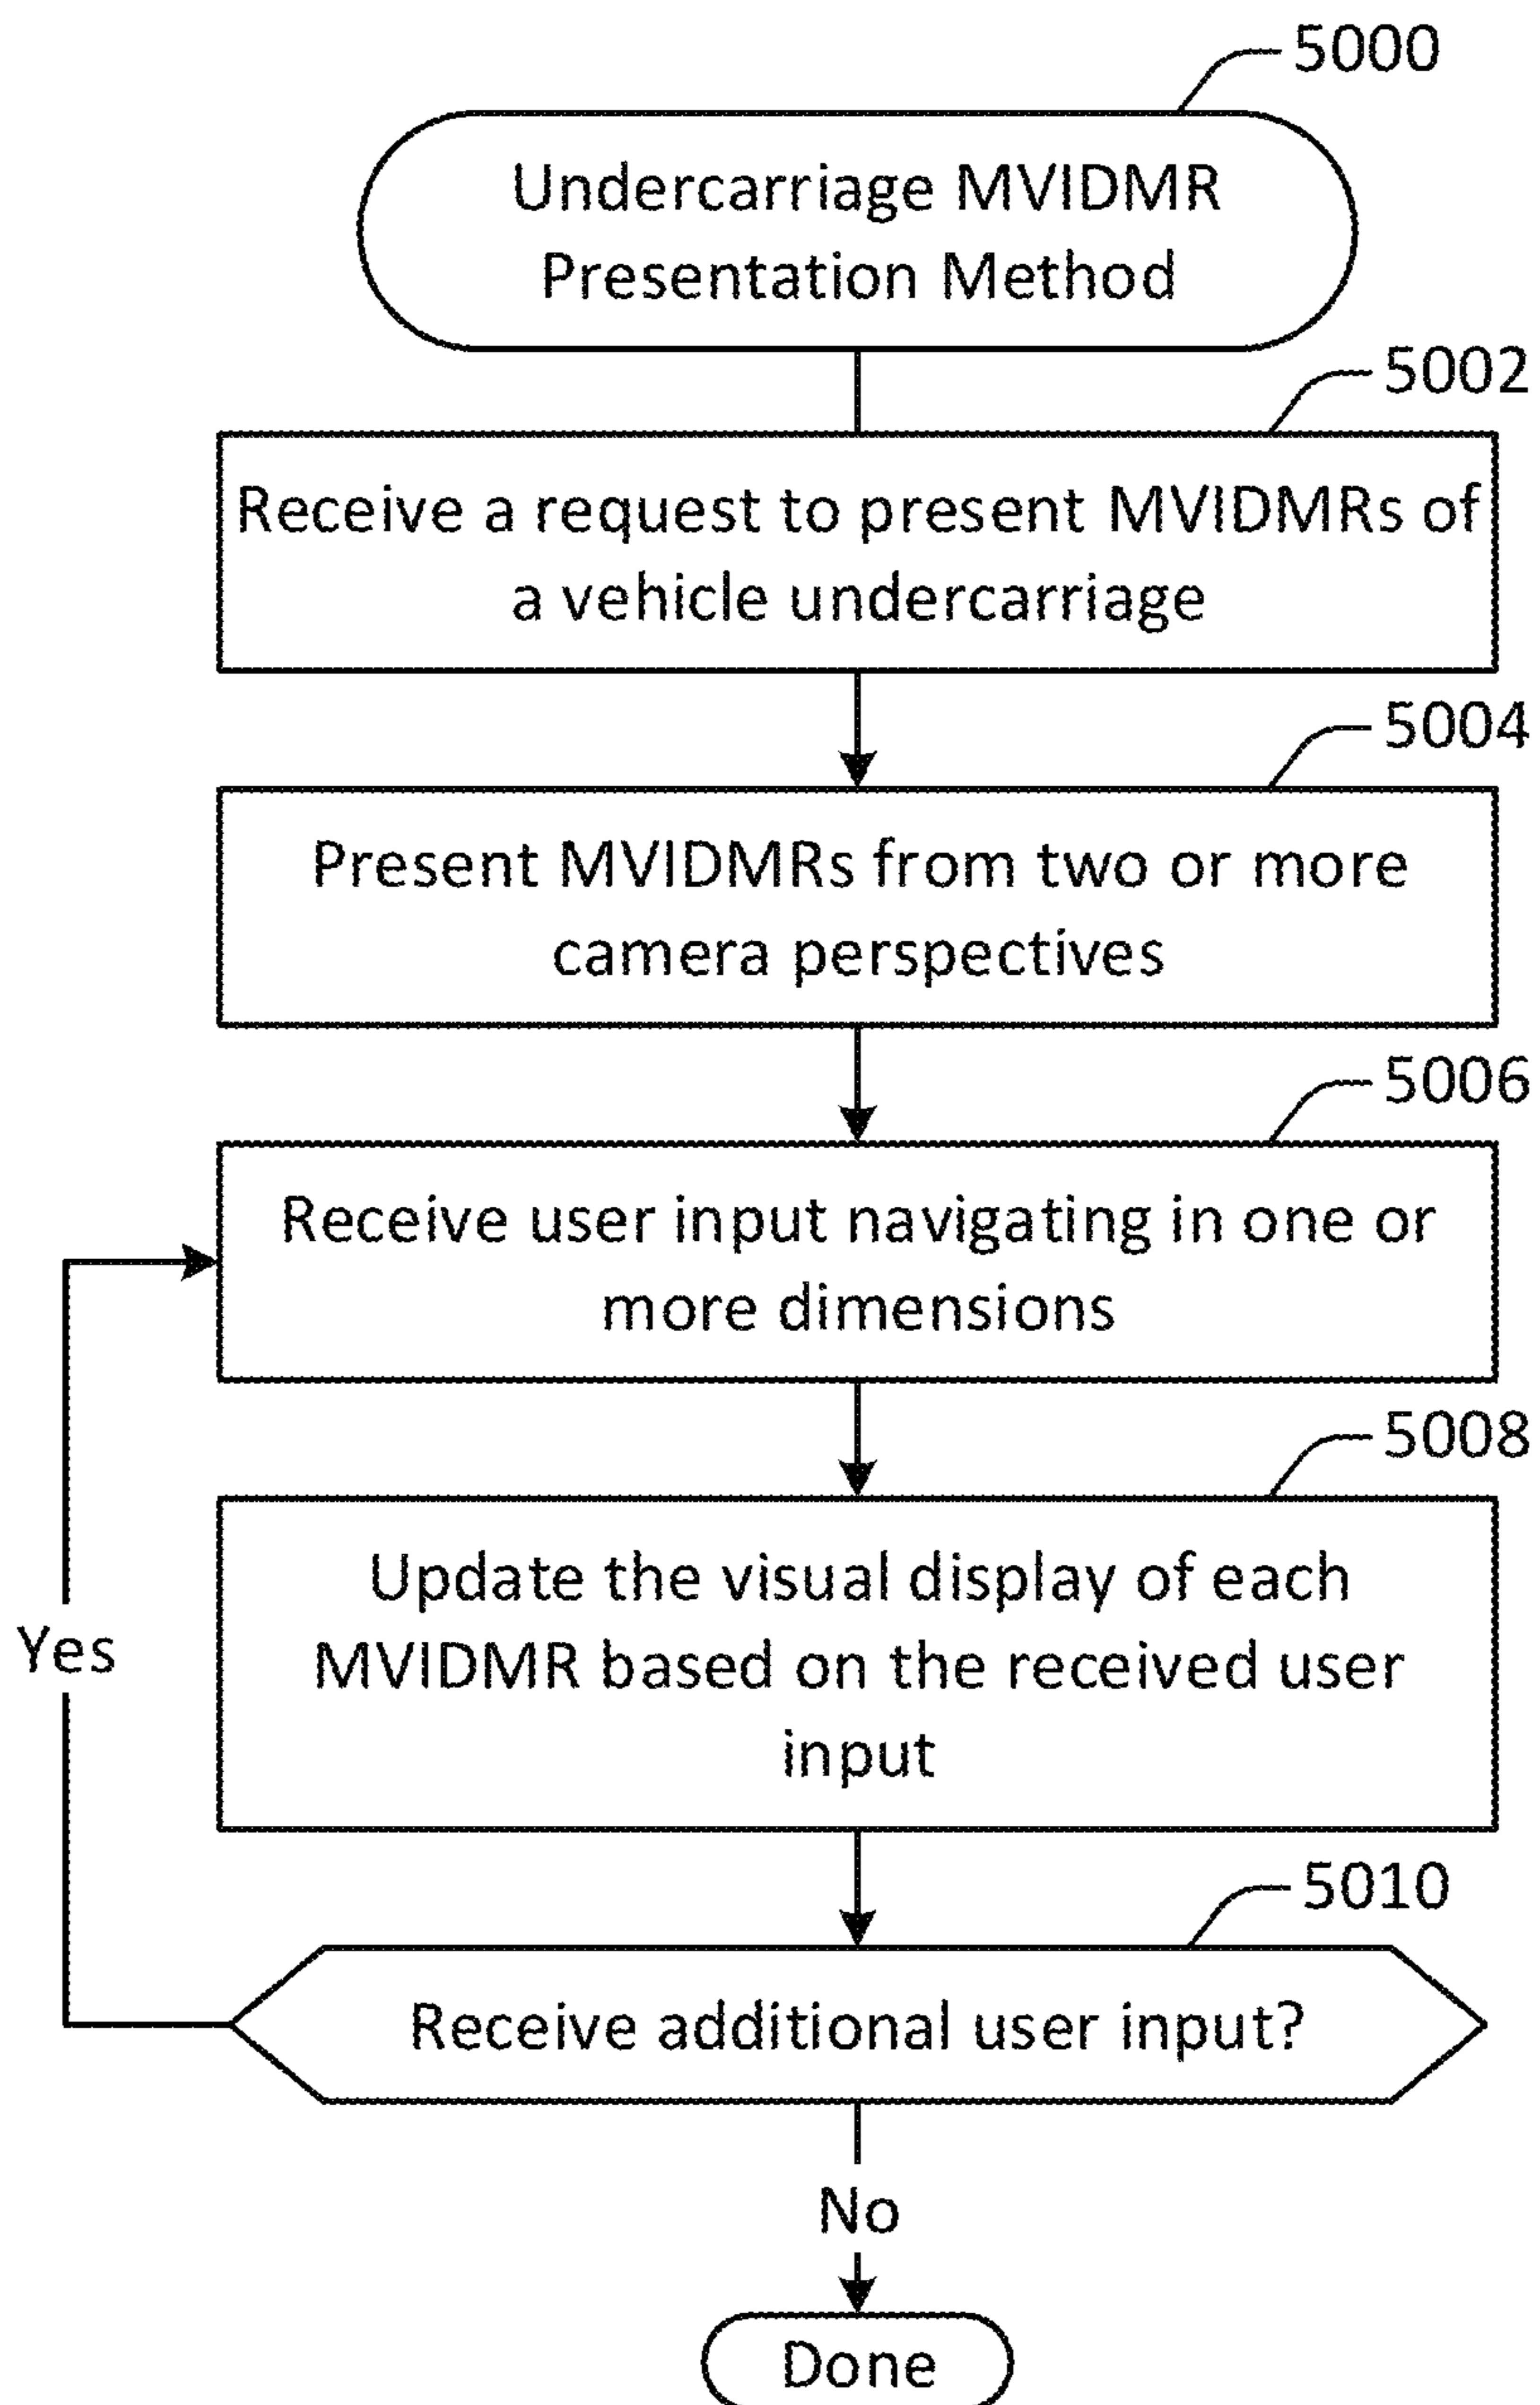 5000
Undercarriage MVIDMR
Presentation Method
5002
Receive a request to present MVIDMRs of
a vehicle undercarriage
5004
Present MVIDMRs from two or more
camera perspectives
5006
Receive user input navigating in one or
more dimensions
5008
Update the visual display of each
MVIDMR based on the received user
input
Yes
5010
Receive additional user input?
No
Done